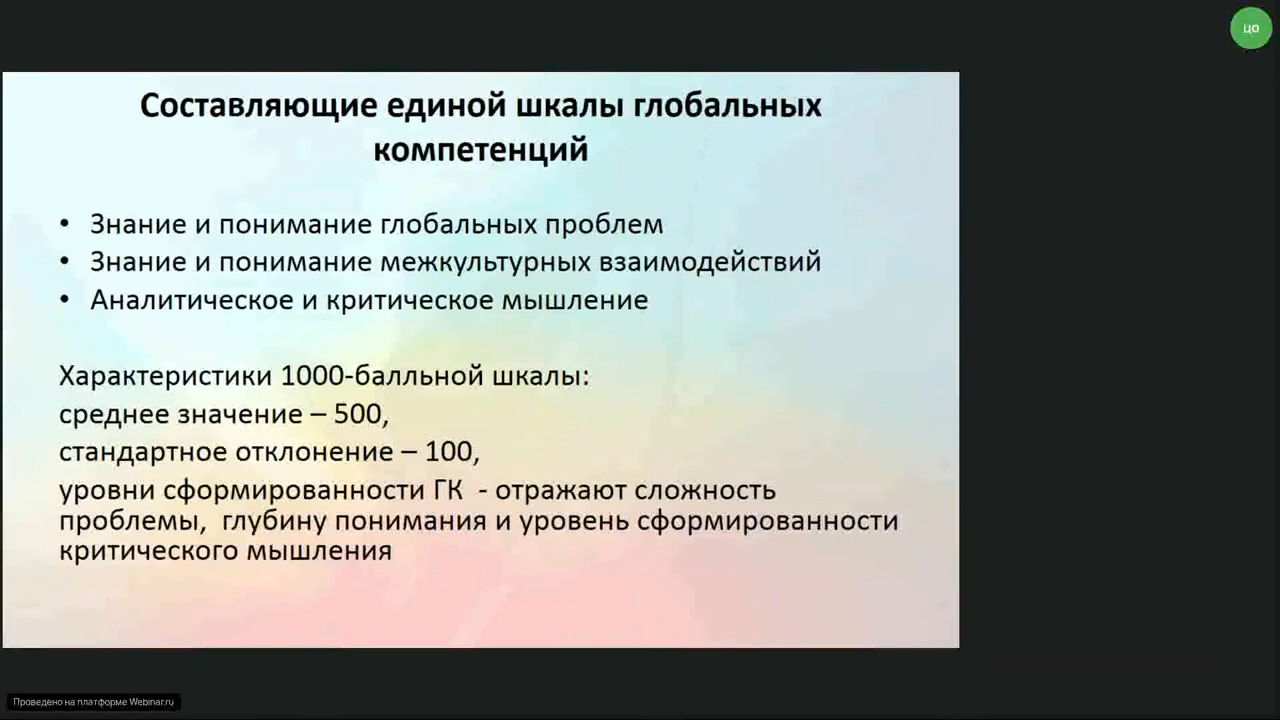 ЦО
Составляющие единой шкалы глобальных
компетенций
• Знание и понимание глобальных проблем
• Знание и понимание межкультурных взаимодействий
• Аналитическое и критическое мышление
Характеристики 1000-балльной шкалы:
среднее значение – 500,
стандартное отклонение – 100,
уровни сформированности ГК  - отражают сложность
проблемы,  глубину понимания и уровень сформированности
критического мышления
Проведено на платформе Webinar.ru